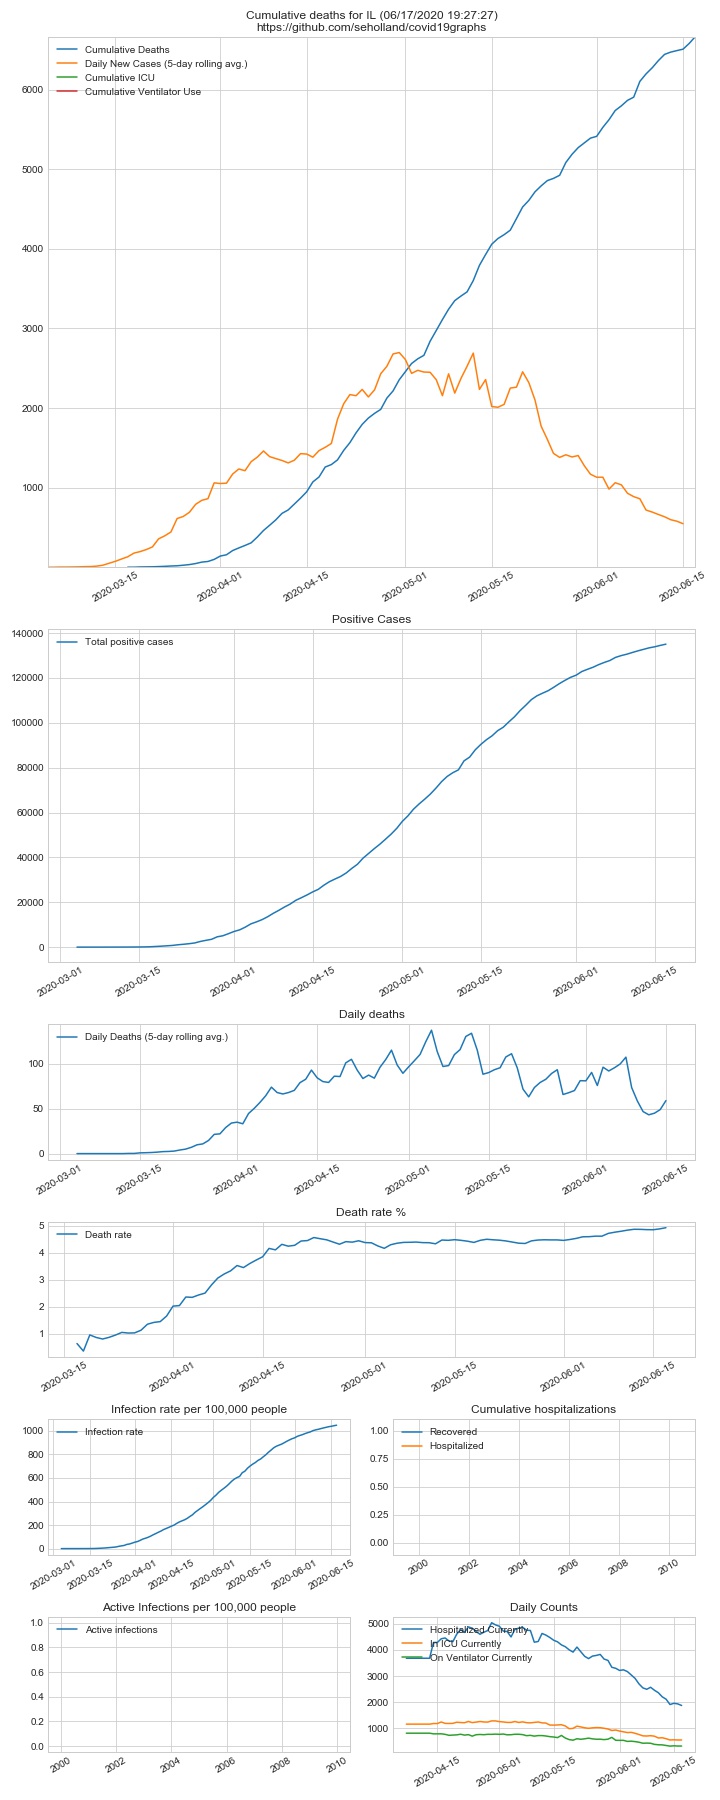 Cumulative deaths for IL (06/17/2020 19:27:27)
https://github.com/seholland/covid19graphs
Cumulative Deaths
Daily New Cases (5-day rolling avg.)
Cumulative ICU
Cumulative Ventilator Use
6000
5000
4000
3000
2000
1000
2020-03-15 2020-04-01 2020-04-15 2020-05-01 2020-05-15 2020-06-01 2020-06-15
Positive Cases
Total positive cases
140000
120000
100000
80000
60000
40000
20000
0
2020-03-01 2020-03-15 2020-04-01 2020-04-15 2020-05-01 2020-05-15 2020-06-01 2020-06-15
Daily deaths
Daily Deaths (5-day rolling avg.)
100
50
0
2020-03-01 2020-03-15 2020-04-01 2020-04-15 2020-05-01 2020-05-15 2020-06-01 2020-06-15
Death rate %
Death rate
5
4
3
2
1
2020-03-15 2020-04-01 2020-04-15 2020-05-01 2020-05-15 2020-06-01 2020-06-15
Infection rate per 100,000 people
Infection rate
1000
800
600
400
200
0
2020-03-01 2020-03-15 2020-04-01 2020-04-15 2020-05-01 2020-05-15 2020-06-01 2020-06-15
Cumulative hospitalizations
Recovered
Hospitalized
1.00
0.75
0.50
0.25
0.00
2000 2002 2004 2006 2008 2010
Active Infections per 100,000 people
Active infections
1.0
0.8
0.6
0.4
0.2
0.0
2000 2002 2004 2006 2008 2010
Daily Counts
Hospitalized Currently
In ICU Currently
On Ventilator Currently
5000
4000
3000
2000
1000
2020-04-15 2020-05-01 2020-05-15 2020-06-01 2020-06-15